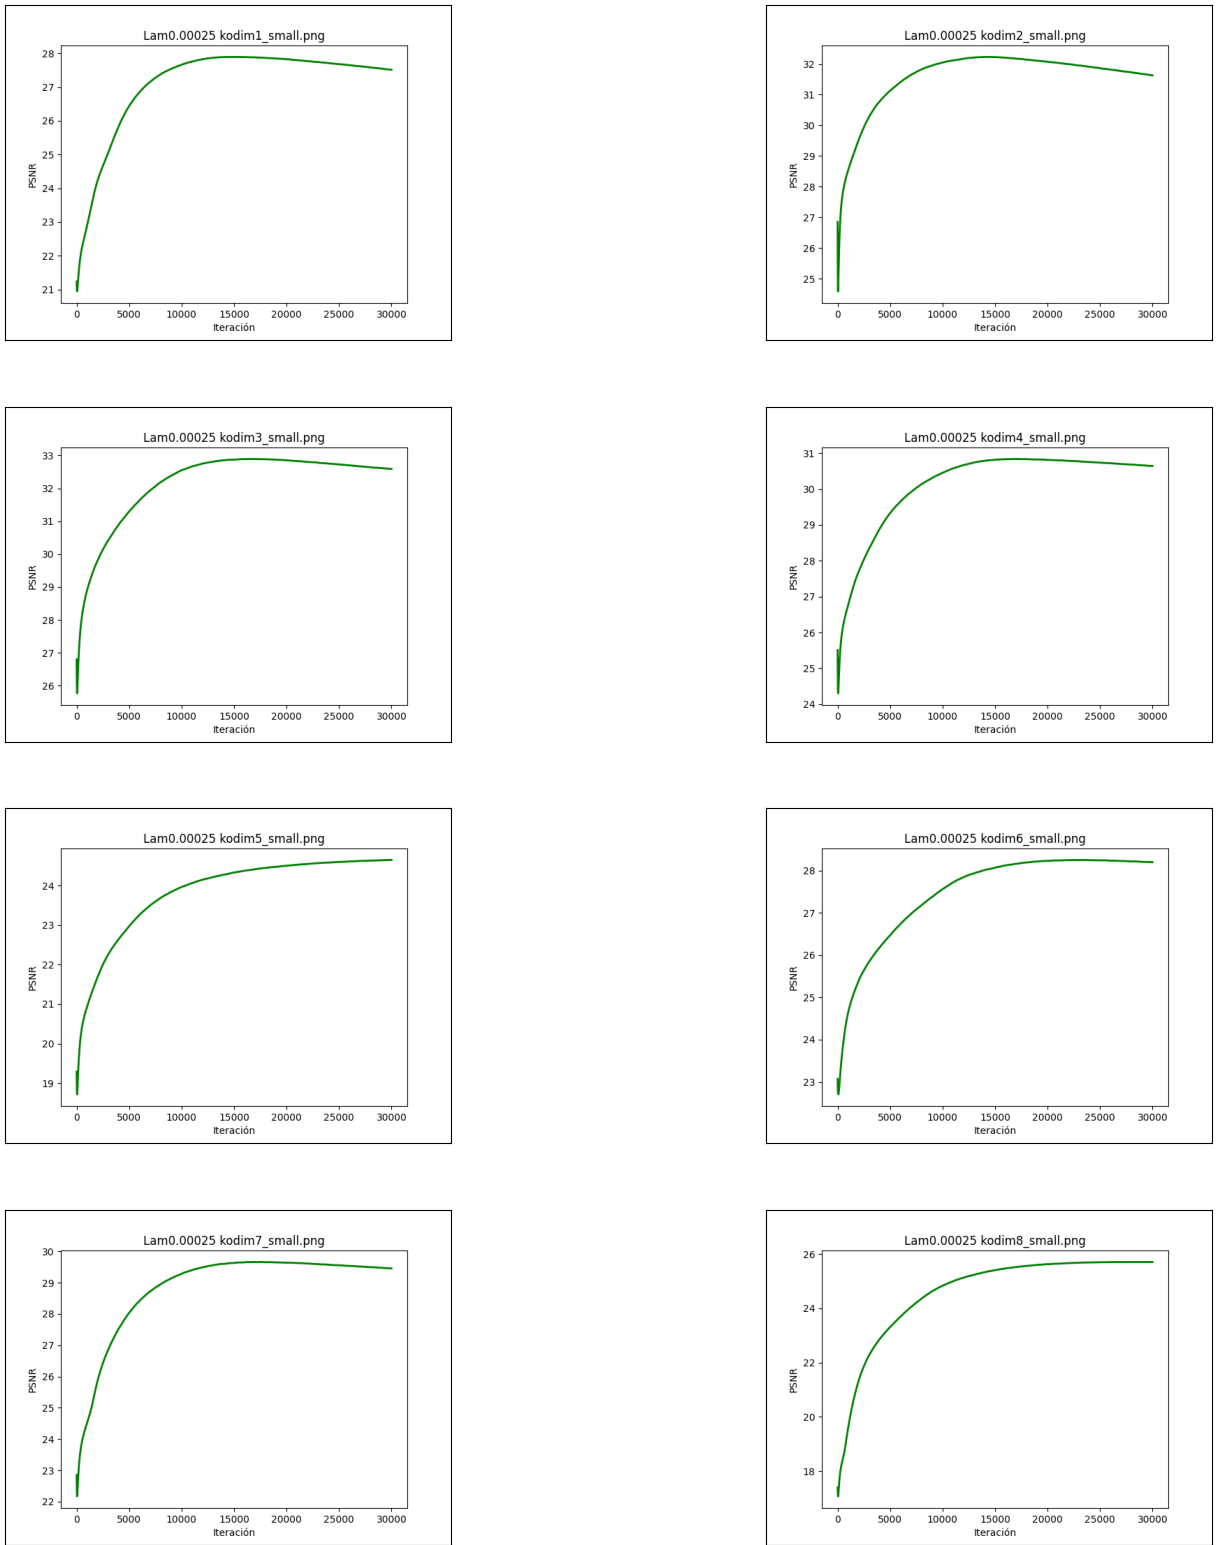 Lam0.00025 kodim1_small.png
28
27
26
25
24
23
22
21
PSNR
0 5000 10000 15000 20000 25000 30000
Iteración
Lam0.00025 kodim2_small.png
32
31
30
29
28
27
26
25
PSNR
0 5000 10000 15000 20000 25000 30000
Iteración
Lam0.00025 kodim3_small.png
33
32
31
30
29
28
27
26
PSNR
0 5000 10000 15000 20000 25000 30000
Iteración
Lam0.00025 kodim4_small.png
31
30
29
28
27
26
25
24
PSNR
0 5000 10000 15000 20000 25000 30000
Iteración
Lam0.00025 kodim5_small.png
24
23
22
21
20
19
PSNR
0 5000 10000 15000 20000 25000 30000
Iteración
Lam0.00025 kodim6_small.png
28
27
26
25
24
23
PSNR
0 5000 10000 15000 20000 25000 30000
Iteración
Lam0.00025 kodim7_small.png
30
29
28
27
26
25
24
23
22
PSNR
0 5000 10000 15000 20000 25000 30000
Iteración
Lam0.00025 kodim8_small.png
26
24
22
20
18
PSNR
0 5000 10000 15000 20000 25000 30000
Iteración